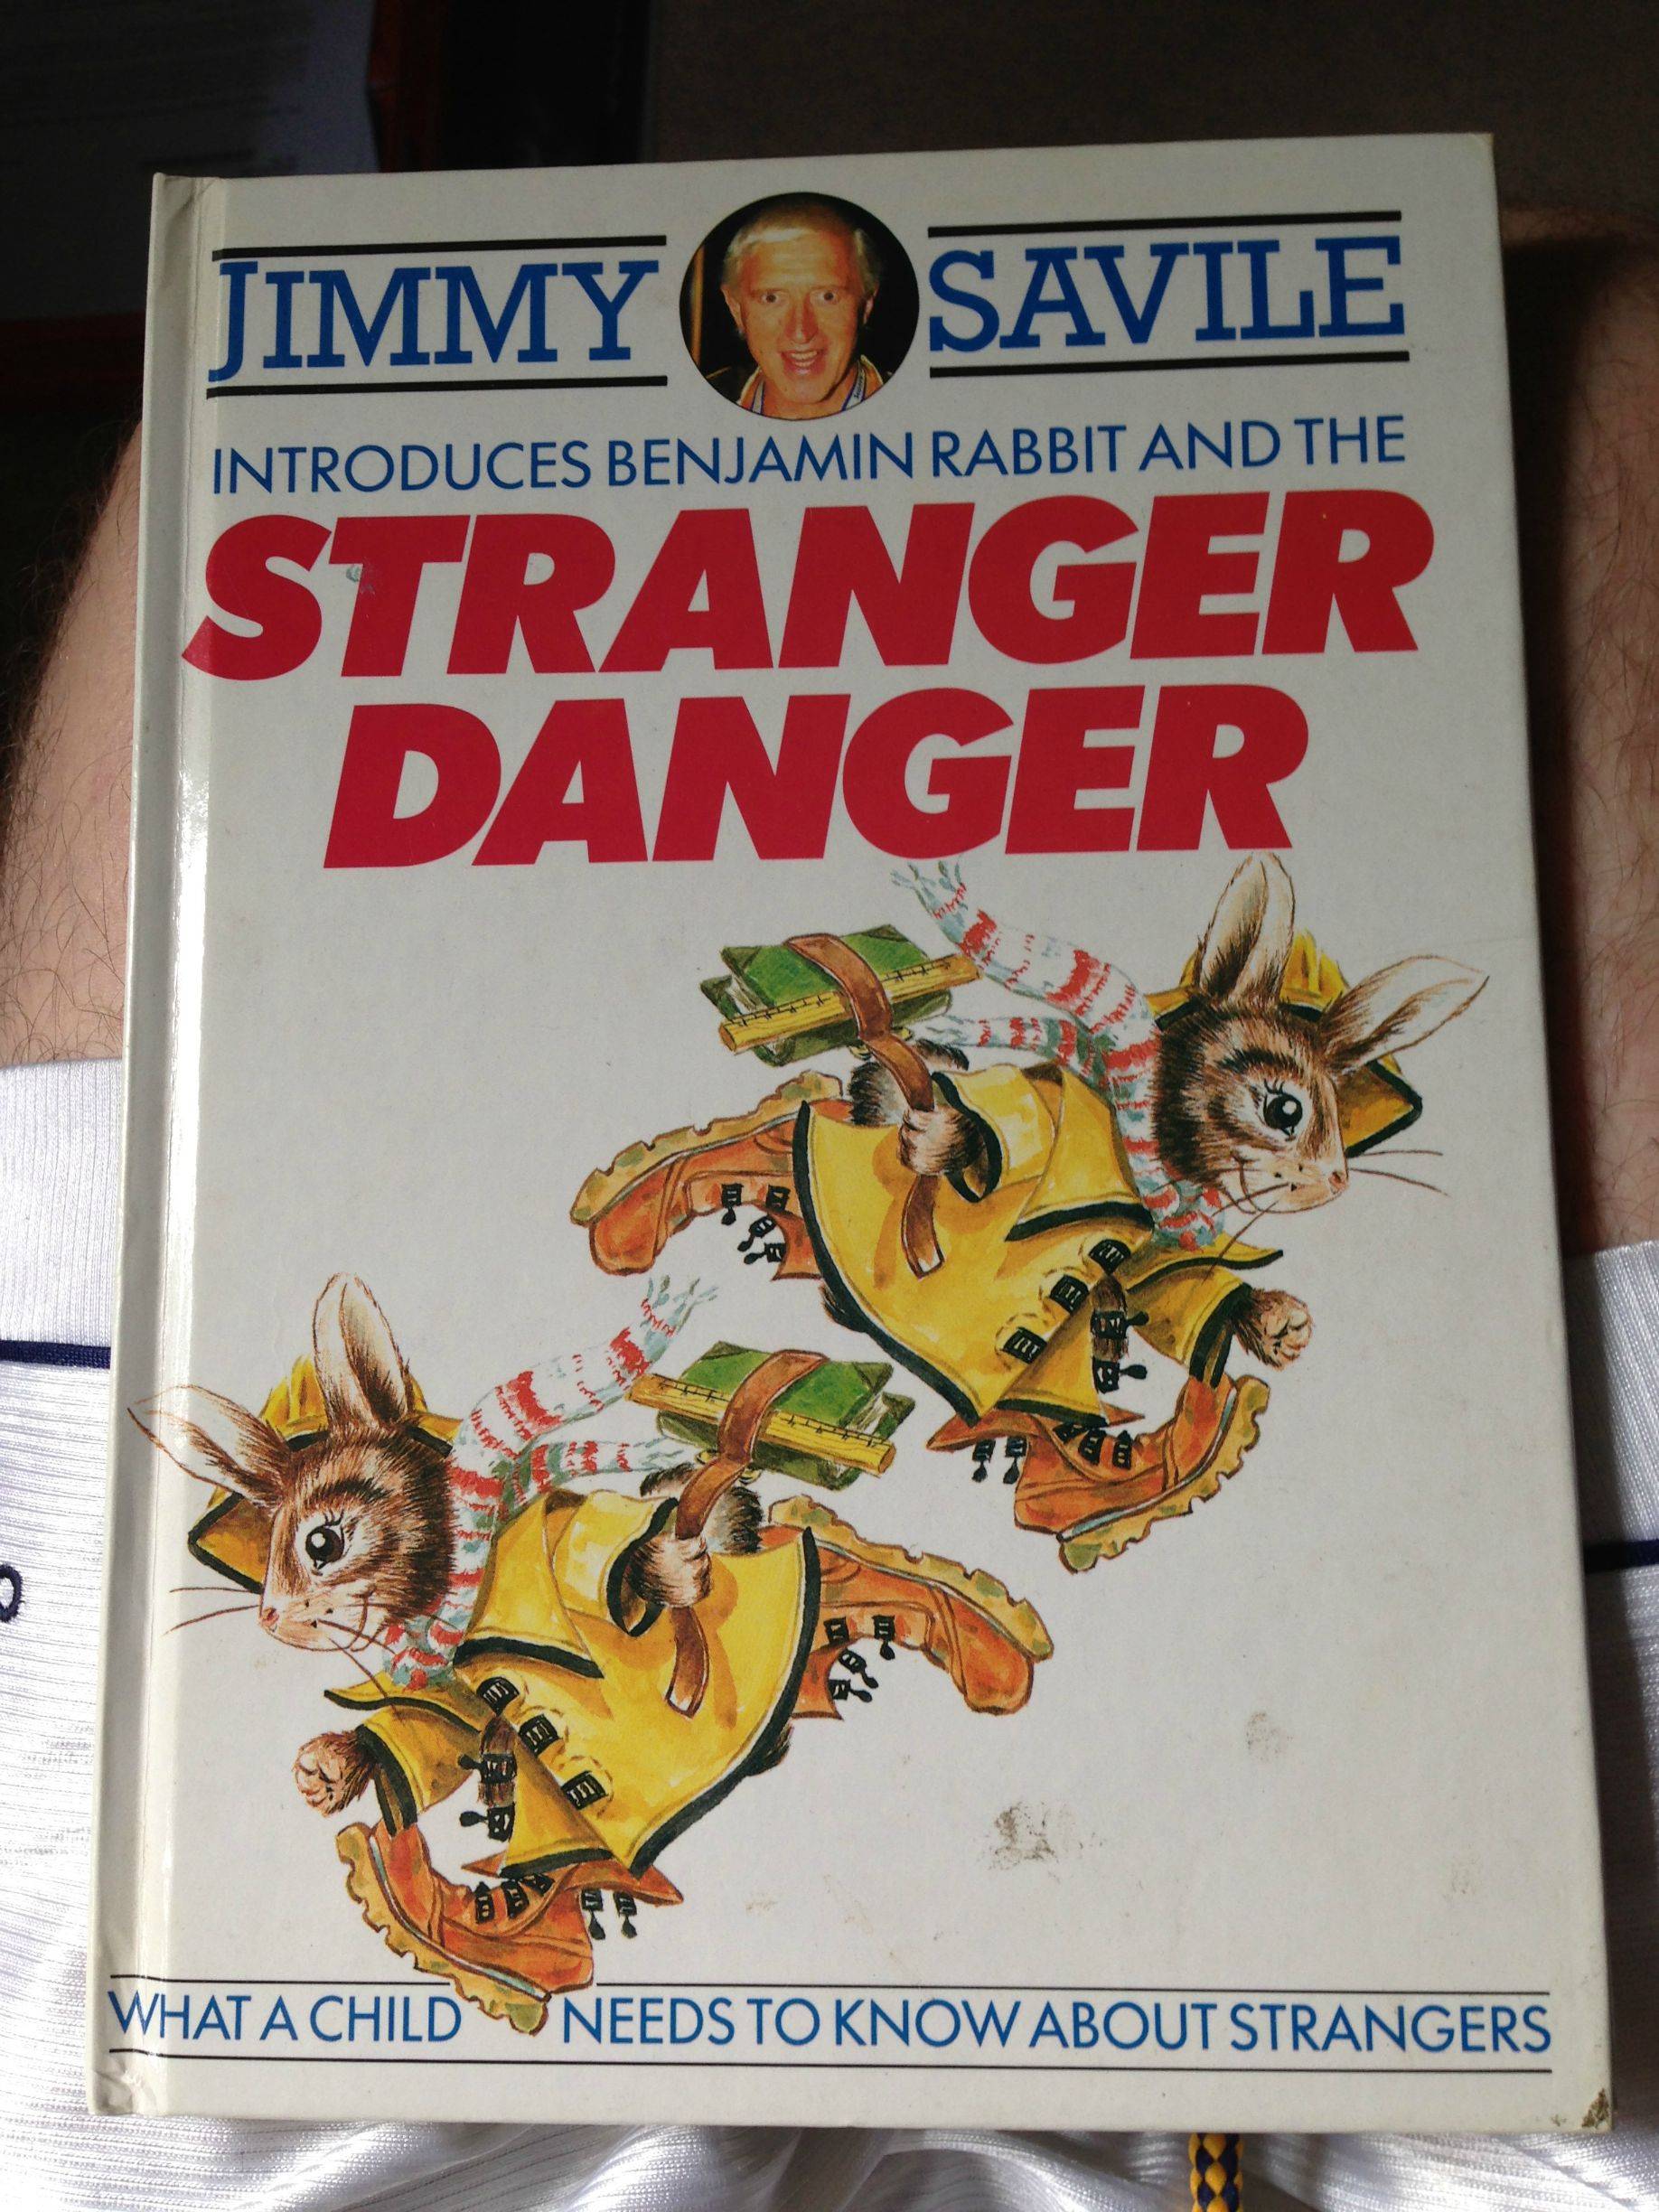 JIMMY SAVILE
INTRODUCES BENJAMIN RABBIT AND THE
STRANGER
DANGER
WHAT A CHILD NEEDS TO KNOW ABOUT STRANGERS